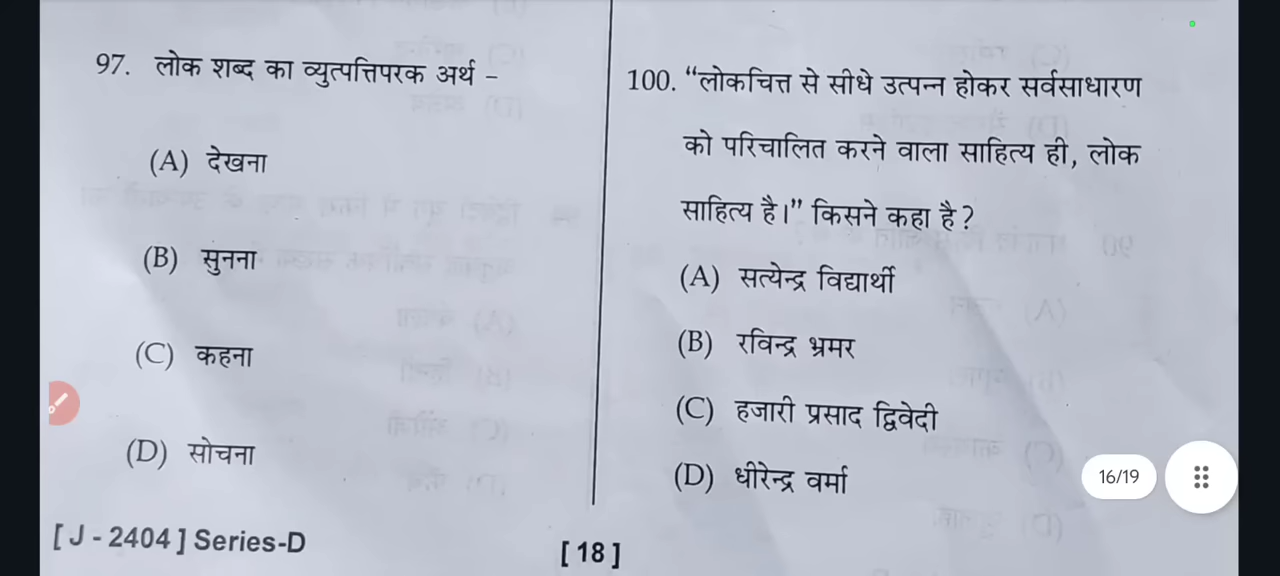 97. लोक शब्द का व्युत्पत्तिपरक अर्थ –
(A) देखना
(B) सुनना
(C) कहना
(D) सोचना
100. “लोकचित्त से सीधे उत्पन्न होकर सर्वसाधारण
को परिचालित करने वाला साहित्य ही, लोक
साहित्य है।” किसने कहा है?
(A) सत्येन्द्र विद्यार्थी
(B) रविन्द्र भ्रमर
(C) हजारी प्रसाद द्विवेदी
(D) धीरेन्द्र वर्मा
16/19
[ J - 2404 ] Series-D
[ 18 ]